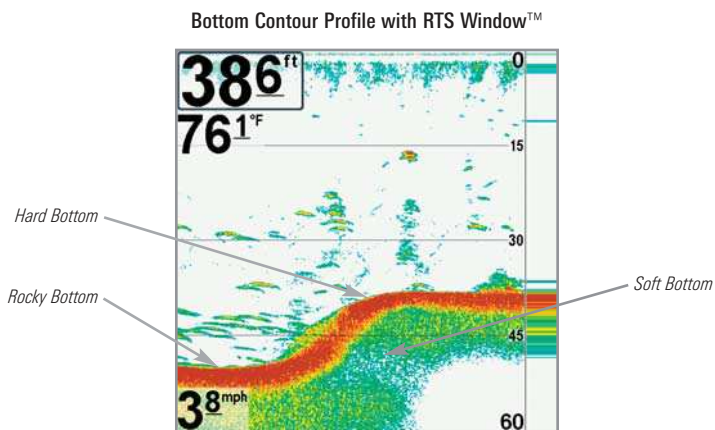 Bottom Contour Profile with RTS Window™
386 ft
0
761 °F
15
Hard Bottom
30
Rocky Bottom
Soft Bottom
45
38 mph
60